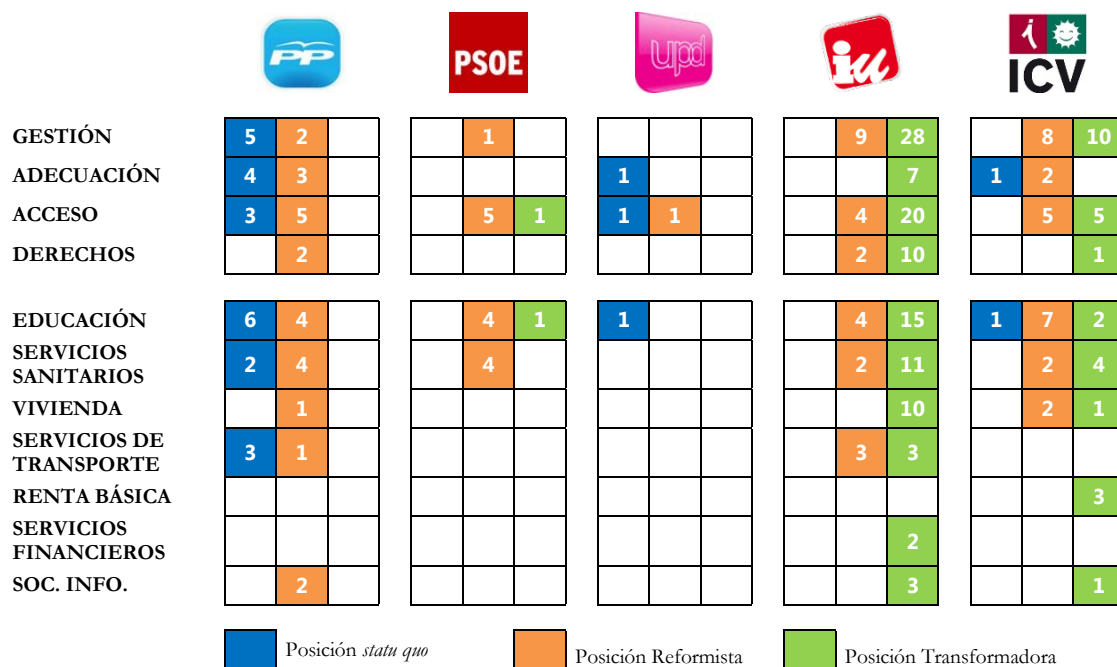 PP PSOE upd iu i ICV
GESTIÓN 5 2 1 9 28 8 10
ADECUACIÓN 4 3 1 7 1 2
ACCESO 3 5 5 1 1 1 4 20 5 5
DERECHOS 2 2 10 1
EDUCACIÓN 6 4 4 1 1 4 15 1 7 2
SERVICIOS
SANITARIOS 2 4 4 2 11 2 4
VIVIENDA 1 10 2 1
SERVICIOS DE
TRANSPORTE 3 1 3 3
RENTA BÁSICA 3
SERVICIOS
FINANCIEROS 2
SOC. INFO. 2 3 1
Posición statu quo Posición Reformista Posición Transformadora